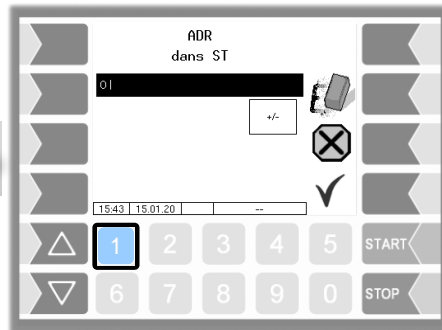 ADR
dans ST
0
+/-
15:43 15.01.20 --
1 2 3 4 5 START
6 7 8 9 0 STOP